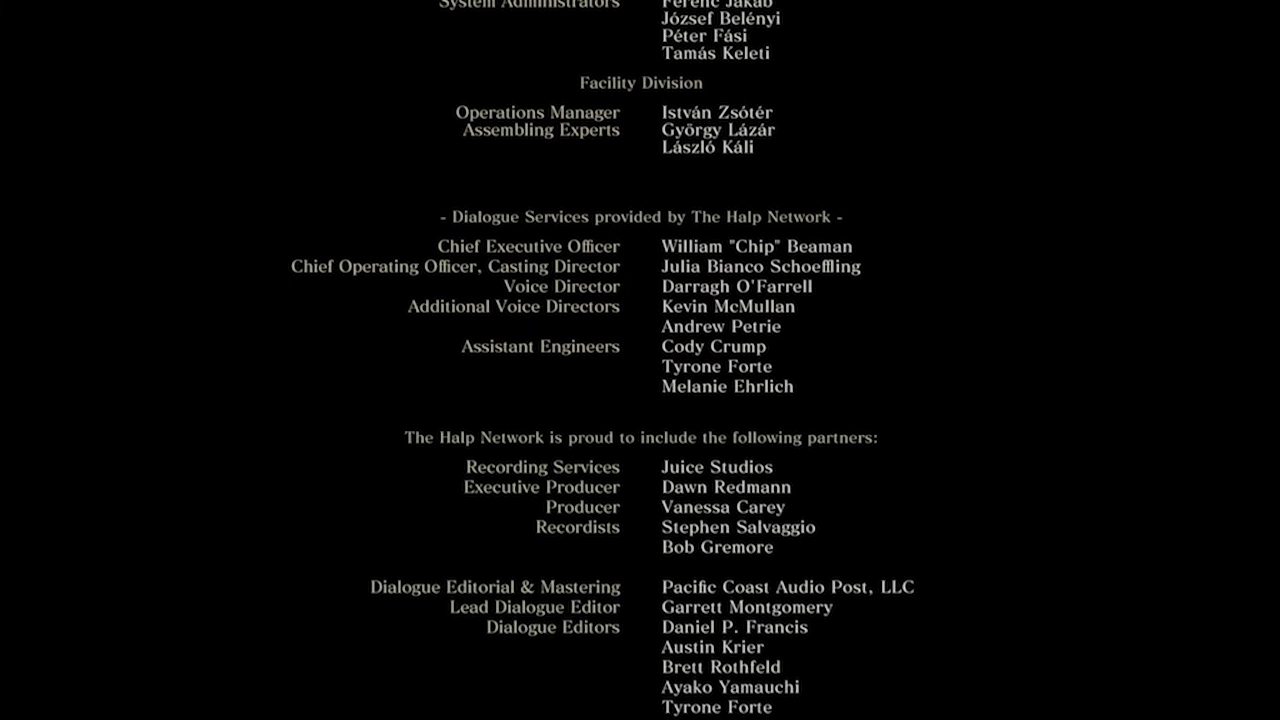 System Administrators Ferenc Jakab
József Belényi
Péter Fási
Tamás Keleti
Facility Division
Operations Manager István Zsótér
Assembling Experts György Lázár
László Káli
- Dialogue Services provided by The Halp Network -
Chief Executive Officer William "Chip" Beaman
Chief Operating Officer, Casting Director Julia Bianco Schoeffling
Voice Director Darragh O'Farrell
Additional Voice Directors Kevin McMullan
Andrew Petrie
Assistant Engineers Cody Crump
Tyrone Forte
Melanie Ehrlich
The Halp Network is proud to include the following partners:
Recording Services Juice Studios
Executive Producer Dawn Redmann
Producer Vanessa Carey
Recordists Stephen Salvaggio
Bob Gremore
Dialogue Editorial & Mastering Pacific Coast Audio Post, LLC
Lead Dialogue Editor Garrett Montgomery
Dialogue Editors Daniel P. Francis
Austin Krier
Brett Rothfeld
Ayako Yamauchi
Tyrone Forte